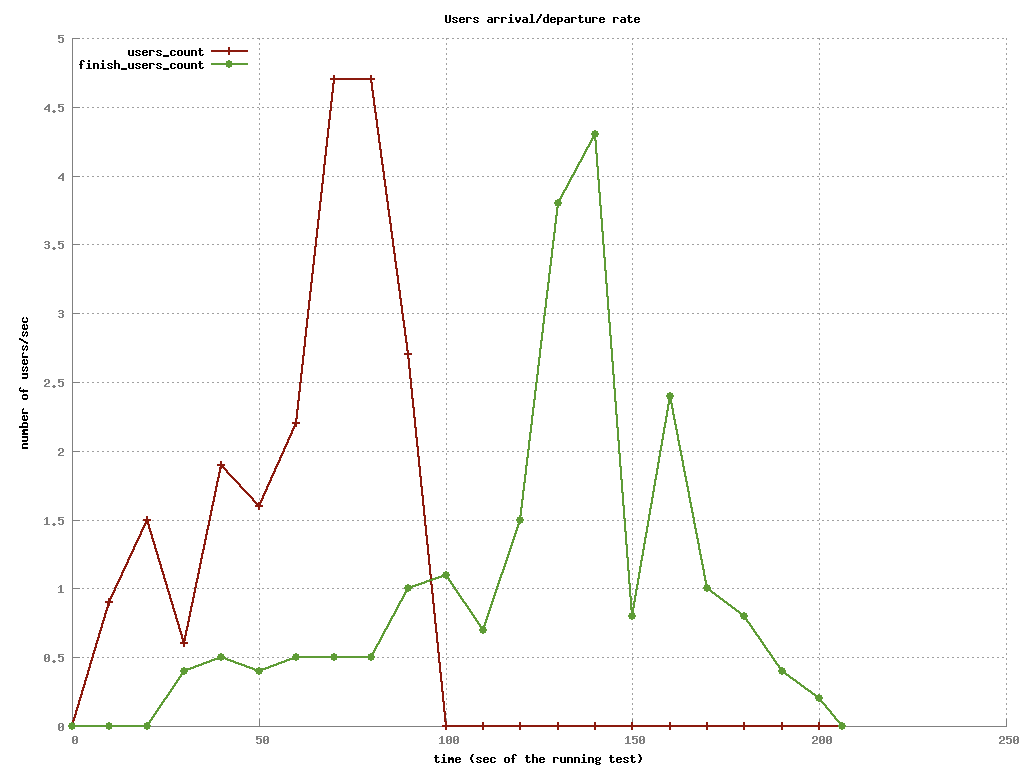 Users arrival/departure rate
users_count
finish_users_count
5
4.5
4
3.5
3
2.5
2
1.5
1
0.5
0
number of users/sec
0 50 100 150 200 250
time (sec of the running test)